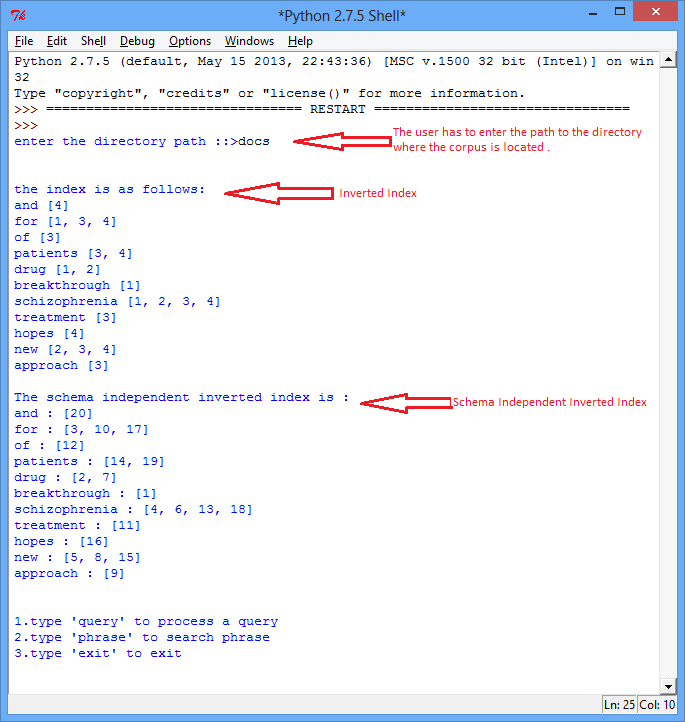 *Python 2.7.5 Shell*
File Edit Shell Debug Options Windows Help
Python 2.7.5 (default, May 15 2013, 22:43:36) [MSC v.1500 32 bit (Intel)] on win
32
Type "copyright", "credits" or "license()" for more information.
>>> ================================ RESTART ================================
>>>
enter the directory path ::>docs
The user has to enter the path to the directory
where the corpus is located .
the index is as follows:
Inverted Index
and [4]
for [1, 3, 4]
of [3]
patients [3, 4]
drug [1, 2]
breakthrough [1]
schizophrenia [1, 2, 3, 4]
treatment [3]
hopes [4]
new [2, 3, 4]
approach [3]
The schema independent inverted index is :
Schema Independent Inverted Index
and : [20]
for : [3, 10, 17]
of : [12]
patients : [14, 19]
drug : [2, 7]
breakthrough : [1]
schizophrenia : [4, 6, 13, 18]
treatment : [11]
hopes : [16]
new : [5, 8, 15]
approach : [9]
1.type 'query' to process a query
2.type 'phrase' to search phrase
3.type 'exit' to exit
Ln: 25 Col: 10